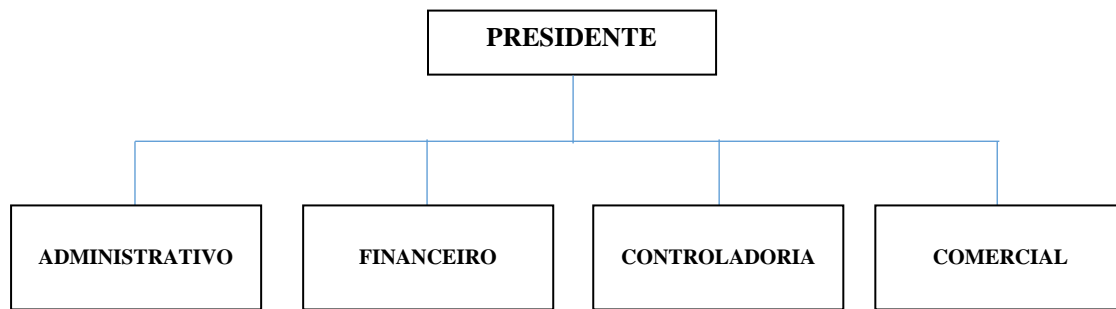 PRESIDENTE
ADMINISTRATIVO
FINANCEIRO
CONTROLADORIA
COMERCIAL